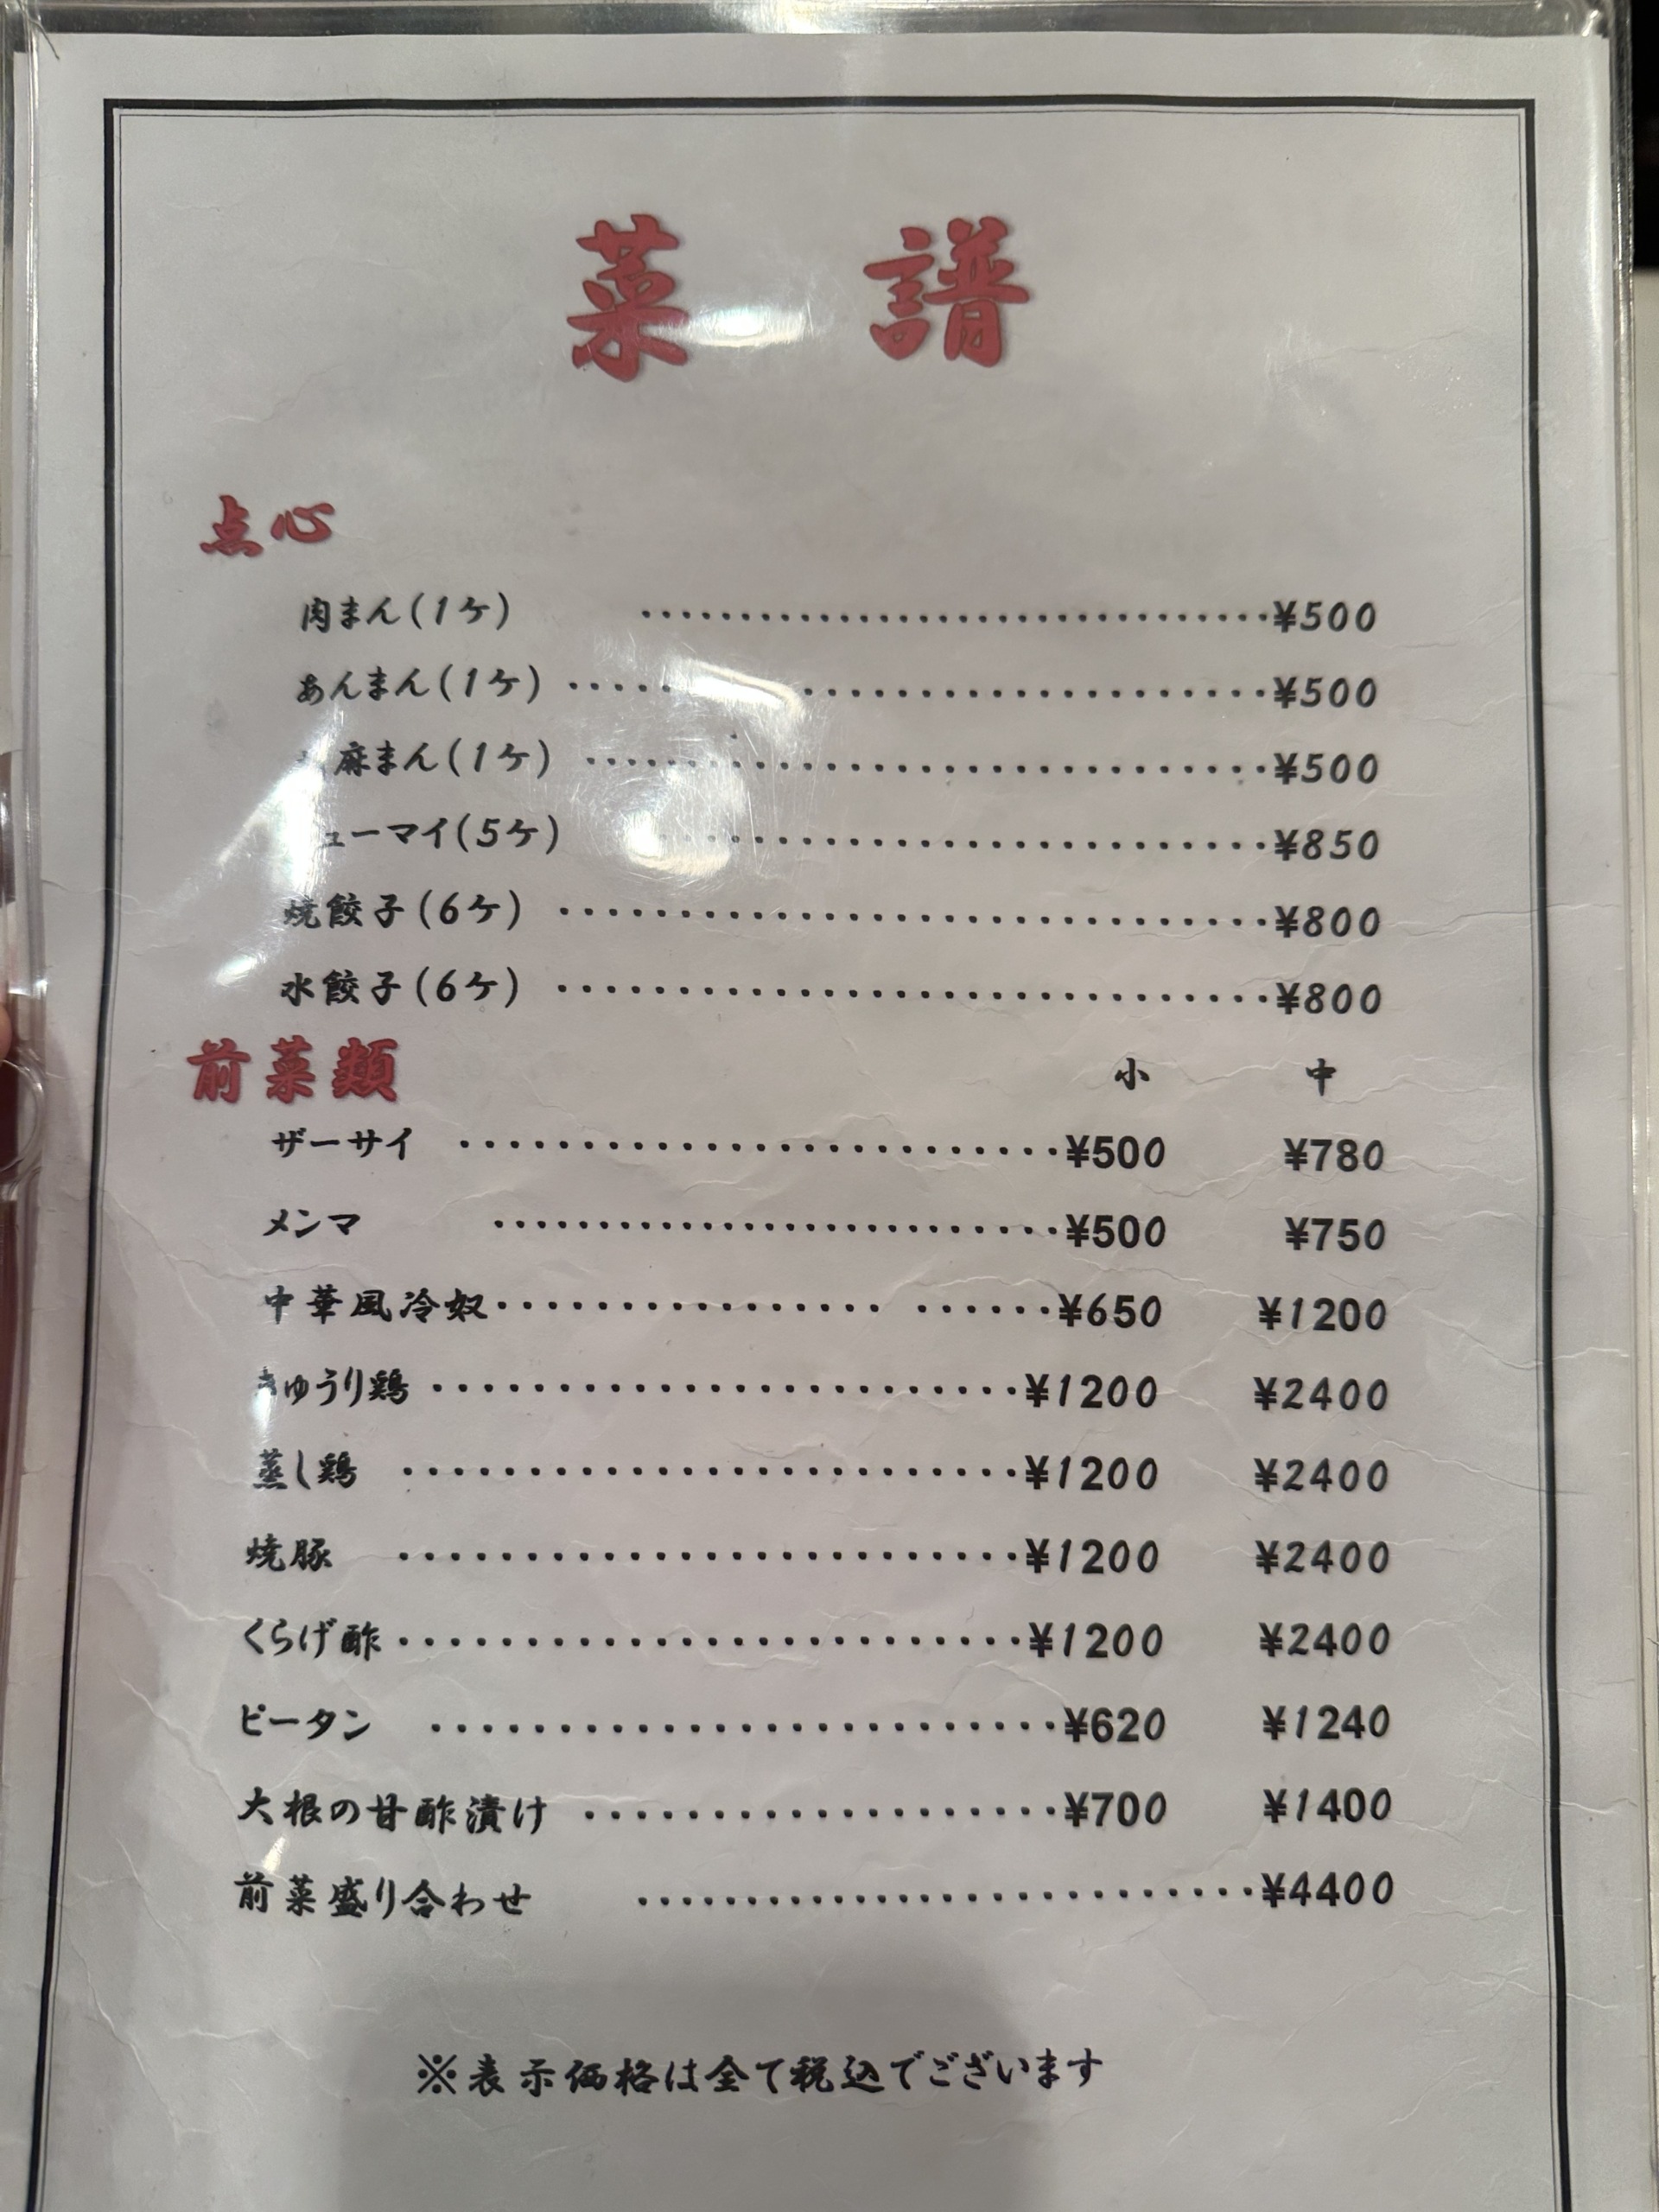 菜 譜
点心
肉まん(1ケ) ・・・・・・・・・・・・・・・・・・・・・・・・・・・・・・¥500
あんまん(1ケ) ・・・・・・・・・・・・・・・・・・・・・・・・・・・・・・¥500
麻まん(1ケ) ・・・・・・・・・・・・・・・・・・・・・・・・・・・・・・¥500
ューマイ(5ケ) ・・・・・・・・・・・・・・・・・・・・・・・・・・¥850
焼餃子(6ケ) ・・・・・・・・・・・・・・・・・・・・・・・・・・・・・・¥800
水餃子(6ケ) ・・・・・・・・・・・・・・・・・・・・・・・・・・・・・・¥800
前菜類 小 中
ザーサイ ・・・・・・・・・・・・・・・・・・・・・・・・¥500 ¥780
メンマ ・・・・・・・・・・・・・・・・・・・・・・・・¥500 ¥750
中華風冷奴・・・・・・・・・・・・・・・・ ・・・・・・¥650 ¥1200
きゅうり鶏 ・・・・・・・・・・・・・・・・・・・・・・・・¥1200 ¥2400
蒸し鶏 ・・・・・・・・・・・・・・・・・・・・・・・・・¥1200 ¥2400
焼豚 ・・・・・・・・・・・・・・・・・・・・・・・・・¥1200 ¥2400
くらげ酢・・・・・・・・・・・・・・・・・・・・・・・・・¥1200 ¥2400
ピータン ・・・・・・・・・・・・・・・・・・・・・・・・・¥620 ¥1240
大根の甘酢漬け ・・・・・・・・・・・・・・・・・・・¥700 ¥1400
前菜盛り合わせ ・・・・・・・・・・・・・・・・・・・・・・・・・¥4400
※表示価格は全て税込でございます